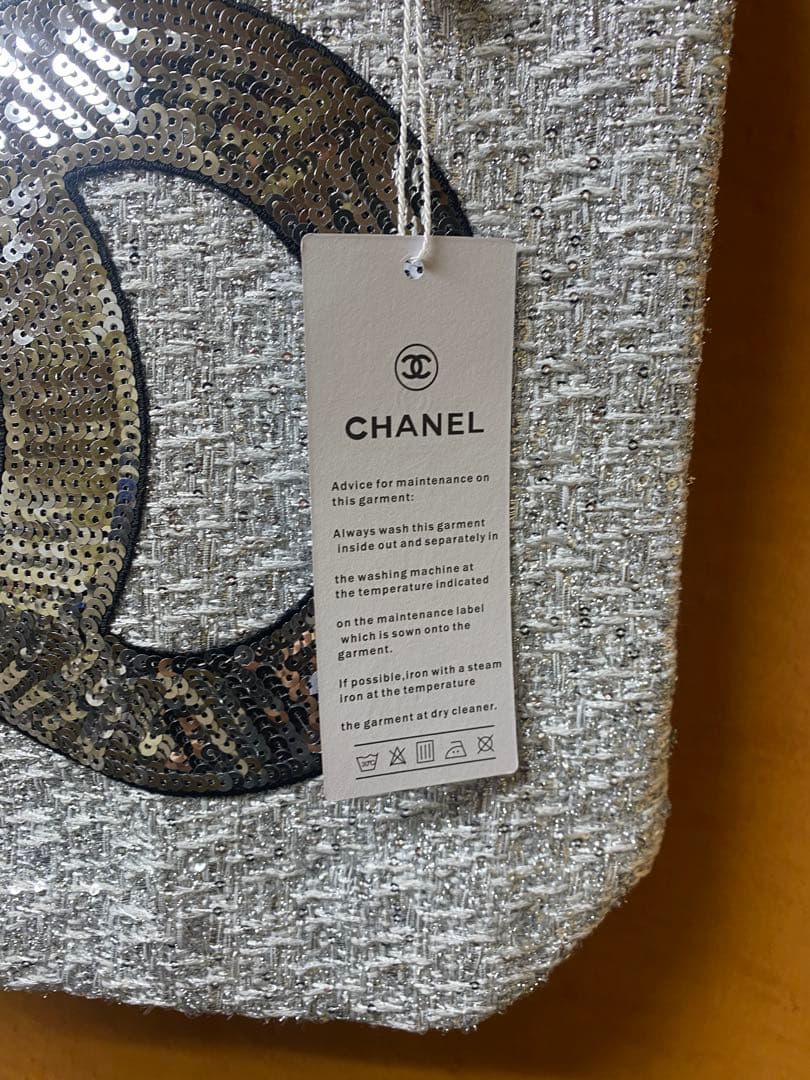 CHANEL
Advice for maintenance on
this garment:
Always wash this garment
inside out and separately in
the washing machine at
the temperature indicated
on the maintenance label
which is sown onto the
garment.
If possible,iron with a steam
iron at the temperature
the garment at dry cleaner.
30℃